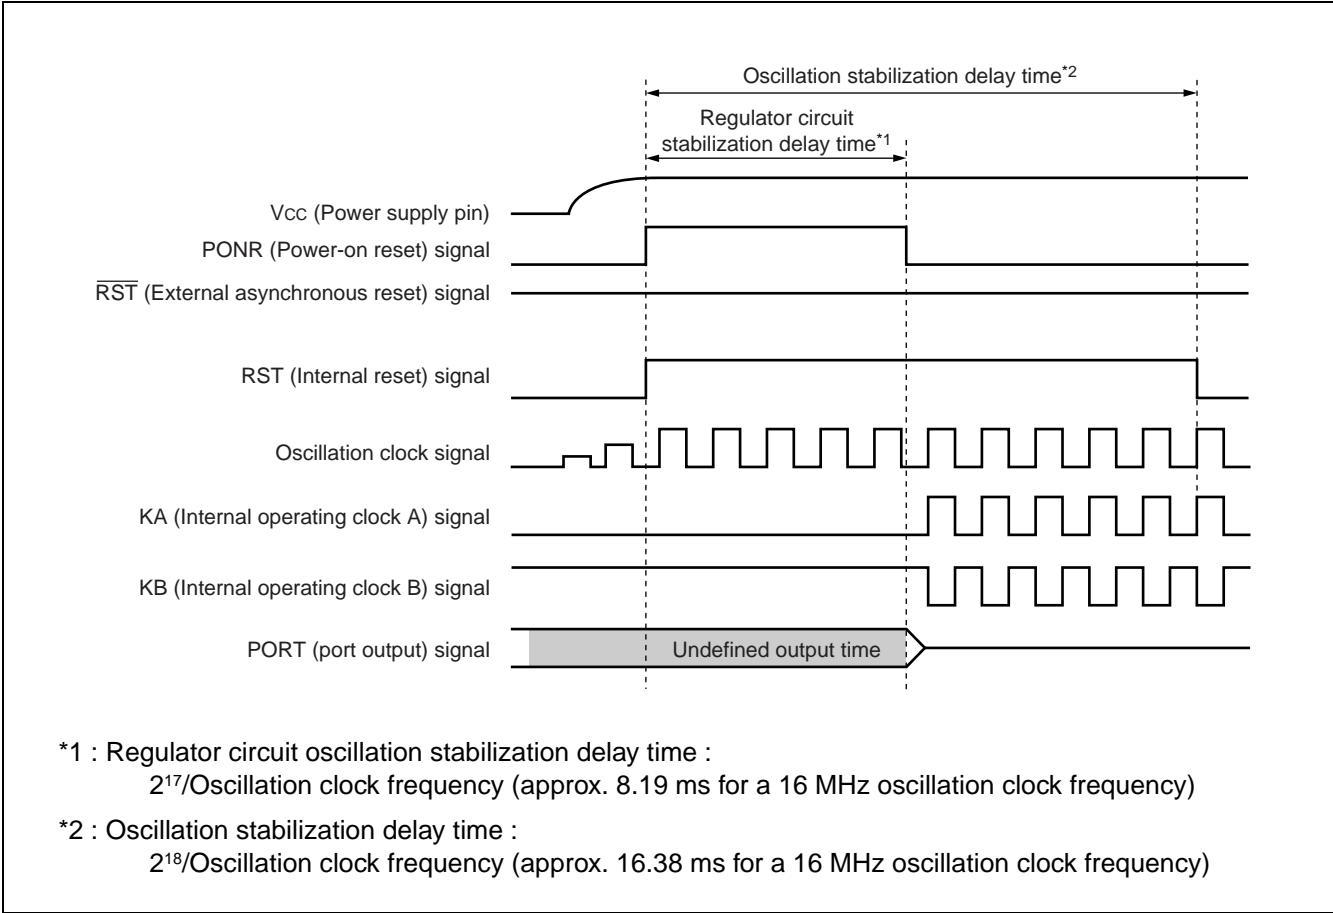 Oscillation stabilization delay time*2
Regulator circuit
stabilization delay time*1
Vcc (Power supply pin)
PONR (Power-on reset) signal
R̅S̅T̅ (External asynchronous reset) signal
RST (Internal reset) signal
Oscillation clock signal
KA (Internal operating clock A) signal
KB (Internal operating clock B) signal
PORT (port output) signal
Undefined output time
*1 : Regulator circuit oscillation stabilization delay time :
2¹⁷/Oscillation clock frequency (approx. 8.19 ms for a 16 MHz oscillation clock frequency)
*2 : Oscillation stabilization delay time :
2¹⁸/Oscillation clock frequency (approx. 16.38 ms for a 16 MHz oscillation clock frequency)